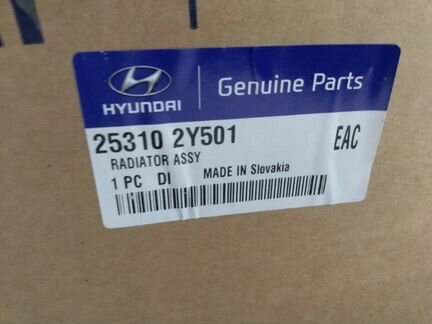 HYUNDAI
Genuine Parts
25310 2Y501
EAC
RADIATOR ASSY
1 PC DI MADE IN Slovakia